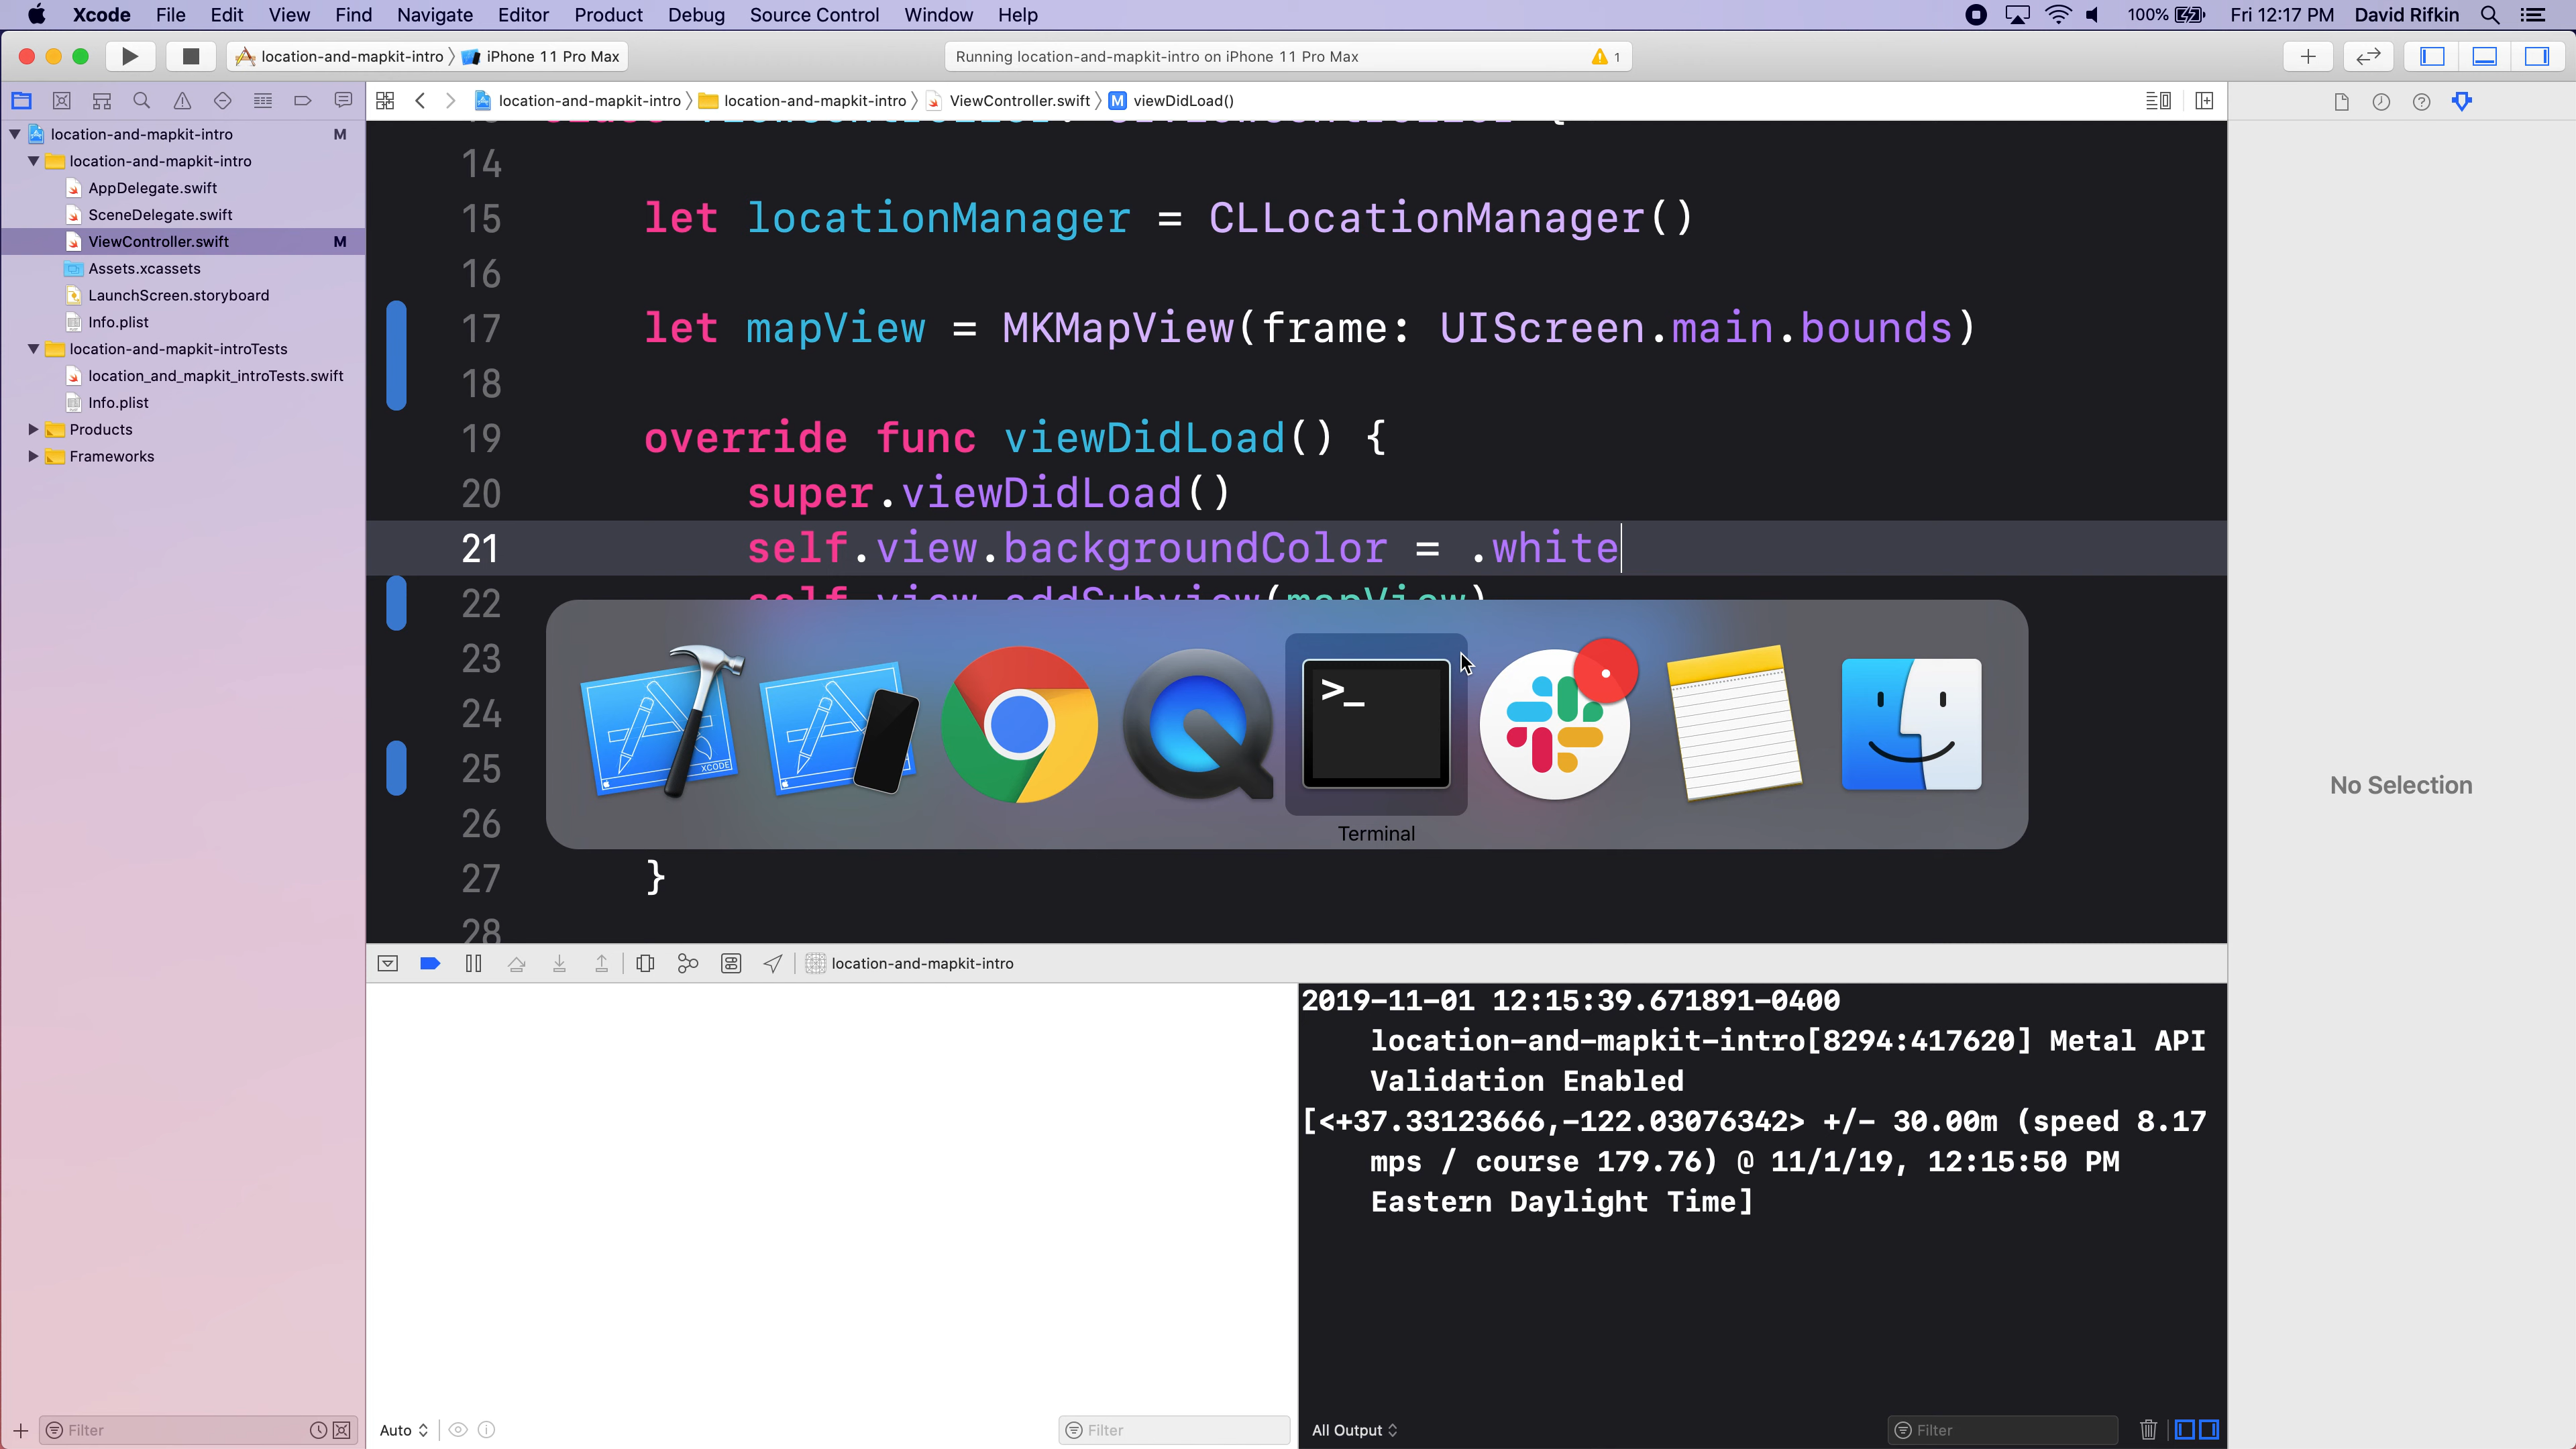 Xcode File Edit View Find Navigate Editor Product Debug Source Control Window Help 100% Fri 12:17 PM David Rifkin
location-and-mapkit-intro iPhone 11 Pro Max Running location-and-mapkit-intro on iPhone 11 Pro Max 1
location-and-mapkit-intro location-and-mapkit-intro ViewController.swift M viewDidLoad()
location-and-mapkit-intro M
location-and-mapkit-intro
AppDelegate.swift
SceneDelegate.swift
ViewController.swift M
Assets.xcassets
LaunchScreen.storyboard
Info.plist
location-and-mapkit-introTests
location_and_mapkit_introTests.swift
Info.plist
Products
Frameworks
14
15 let locationManager = CLLocationManager()
16
17 let mapView = MKMapView(frame: UIScreen.main.bounds)
18
19 override func viewDidLoad() {
20 super.viewDidLoad()
21 self.view.backgroundColor = .white
22 self.view.addSubview(mapView)
23
24
25
26
27 }
28
XCODE
>_
Terminal
No Selection
location-and-mapkit-intro
2019-11-01 12:15:39.671891-0400
location-and-mapkit-intro[8294:417620] Metal API
Validation Enabled
[<+37.33123666,-122.03076342> +/- 30.00m (speed 8.17
mps / course 179.76) @ 11/1/19, 12:15:50 PM
Eastern Daylight Time]
Filter Auto Filter All Output Filter